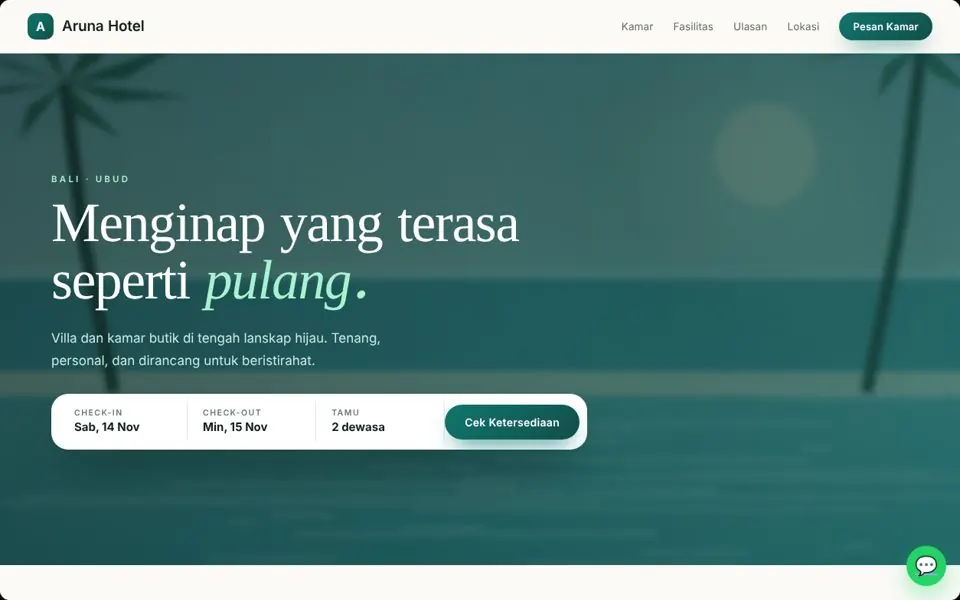 A Aruna Hotel
Kamar Fasilitas Ulasan Lokasi Pesan Kamar
BALI · UBUD
Menginap yang terasa
seperti pulang.
Villa dan kamar butik di tengah lanskap hijau. Tenang,
personal, dan dirancang untuk beristirahat.
CHECK-IN
Sab, 14 Nov
CHECK-OUT
Min, 15 Nov
TAMU
2 dewasa
Cek Ketersediaan